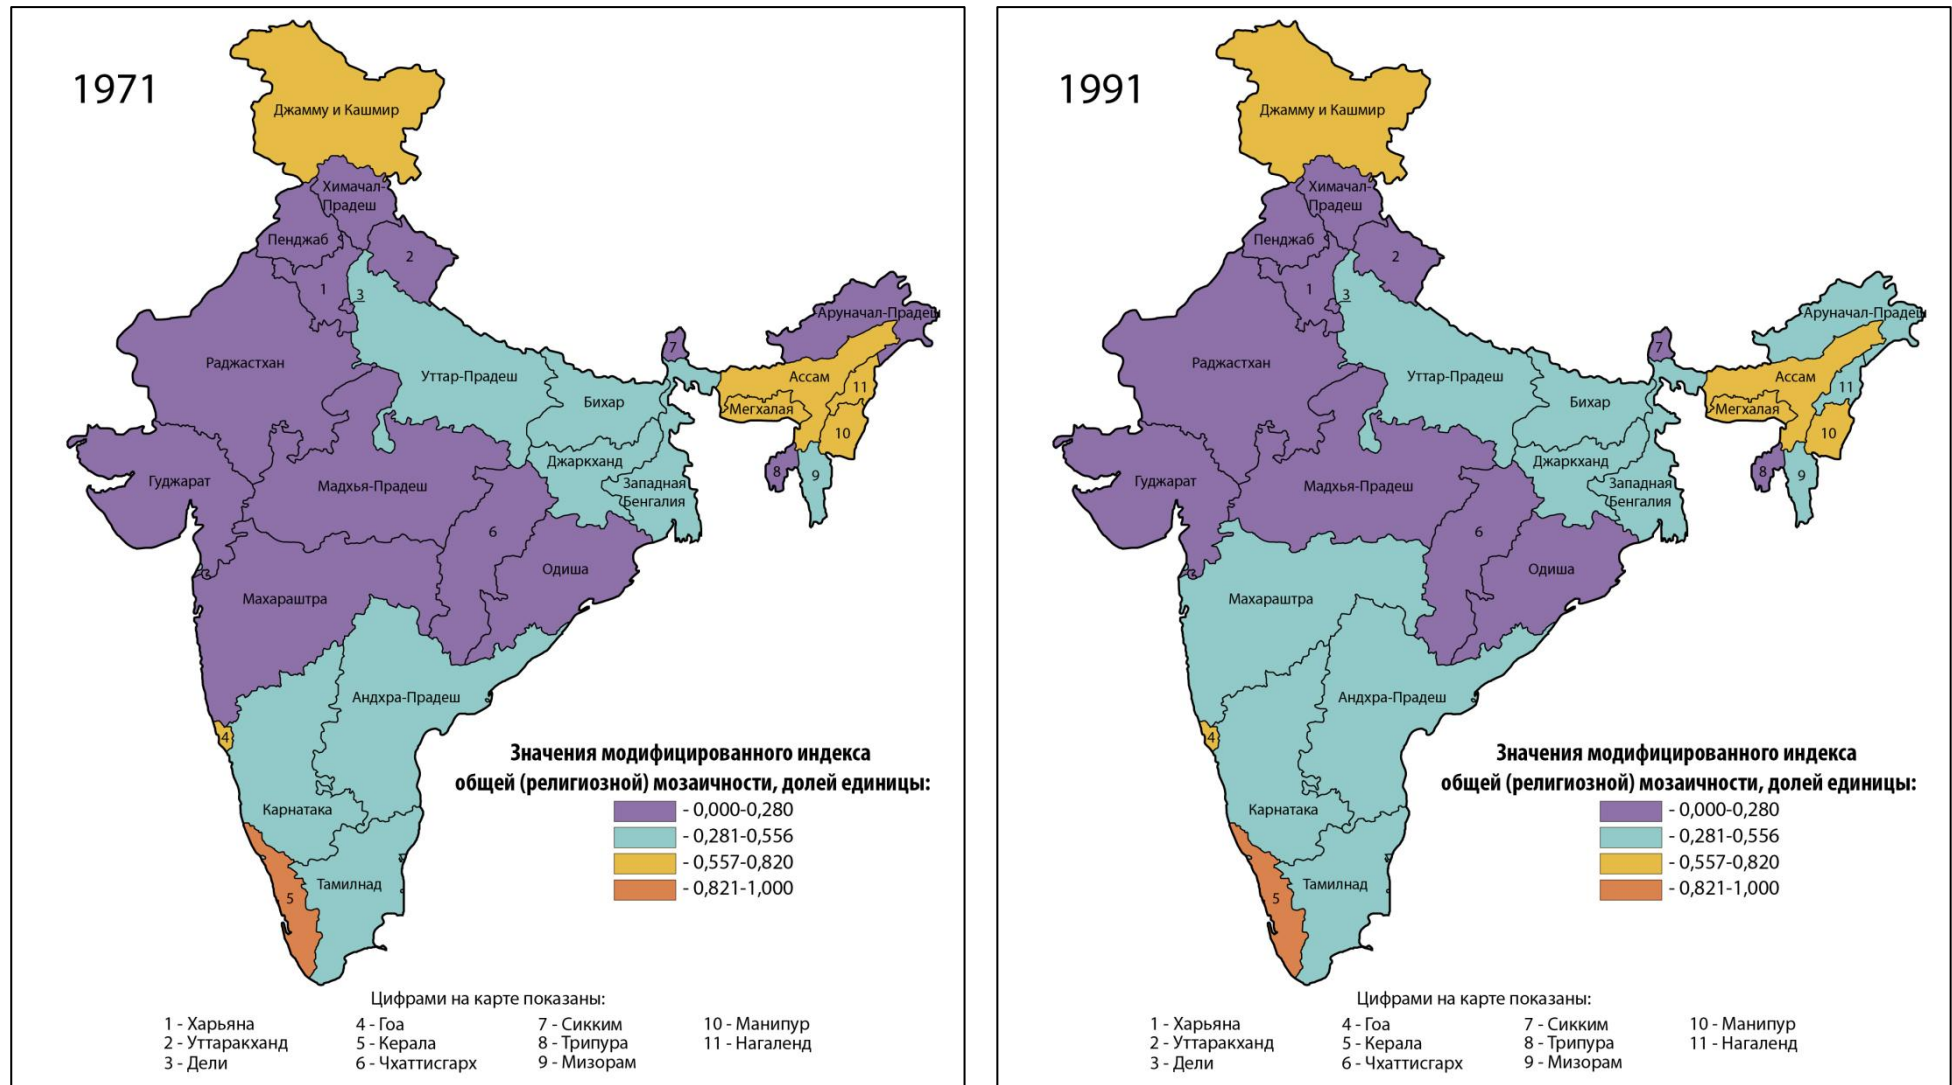 1971
Джамму и Кашмир
Химачал-
Прадеш
Пенджаб
2
1
3
Аруначал-Прадеш
7
Раджастхан
Уттар-Прадеш
Ассам
11
Бихар
Мегхалая
10
Джаркханд
8
9
Гуджарат
Мадхья-Прадеш
Западная
Бенгалия
6
Одиша
Махараштра
Андхра-Прадеш
4
Значения модифицированного индекса
общей (религиозной) мозаичности, долей единицы:
- 0,000-0,280
Карнатака
- 0,281-0,556
- 0,557-0,820
Тамилнад
- 0,821-1,000
5
Цифрами на карте показаны:
1 - Харьяна
4 - Гоа
7 - Сикким
10 - Манипур
2 - Уттаракханд
5 - Керала
8 - Трипура
11 - Нагаленд
3 - Дели
6 - Чхаттисгарх
9 - Мизорам
1991
Джамму и Кашмир
Химачал-
Прадеш
Пенджаб
2
1
3
Аруначал-Прадеш
7
Раджастхан
Уттар-Прадеш
Ассам
11
Бихар
Мегхалая
10
Джаркханд
8
9
Гуджарат
Мадхья-Прадеш
Западная
Бенгалия
6
Одиша
Махараштра
Андхра-Прадеш
4
Значения модифицированного индекса
общей (религиозной) мозаичности, долей единицы:
- 0,000-0,280
Карнатака
- 0,281-0,556
- 0,557-0,820
Тамилнад
- 0,821-1,000
5
Цифрами на карте показаны:
1 - Харьяна
4 - Гоа
7 - Сикким
10 - Манипур
2 - Уттаракханд
5 - Керала
8 - Трипура
11 - Нагаленд
3 - Дели
6 - Чхаттисгарх
9 - Мизорам